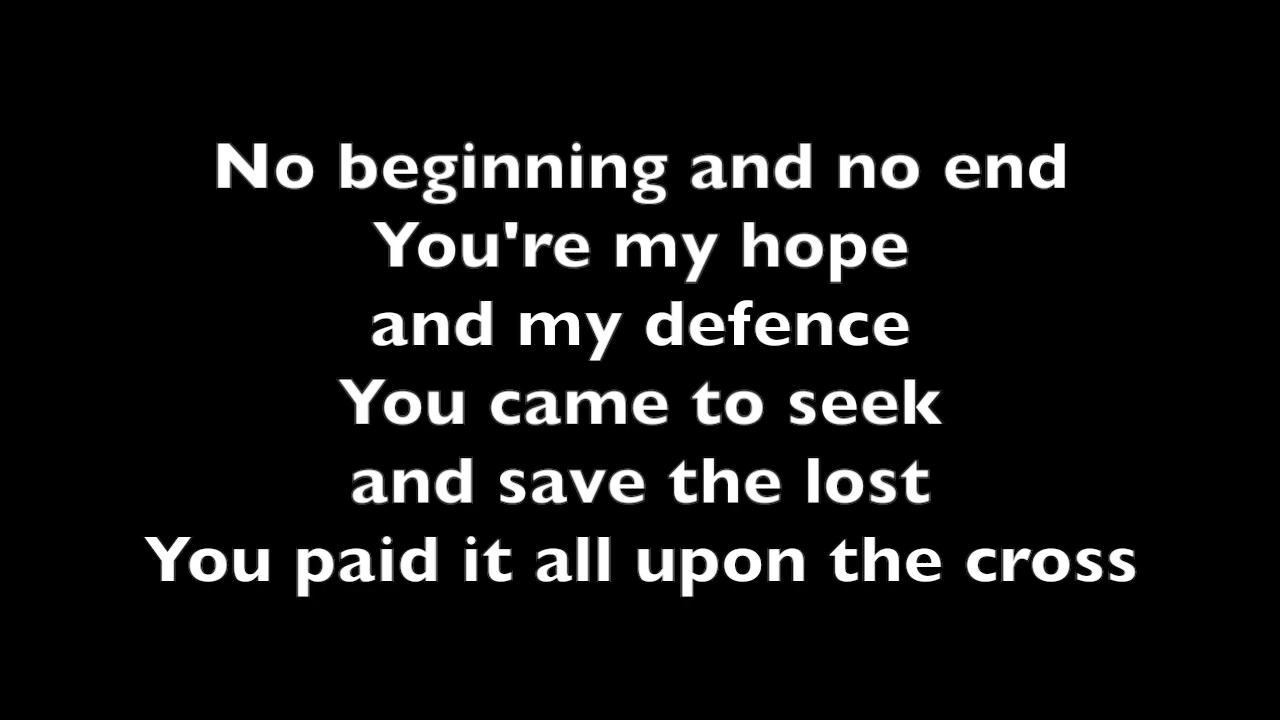 No beginning and no end
You're my hope
and my defence
You came to seek
and save the lost
You paid it all upon the cross